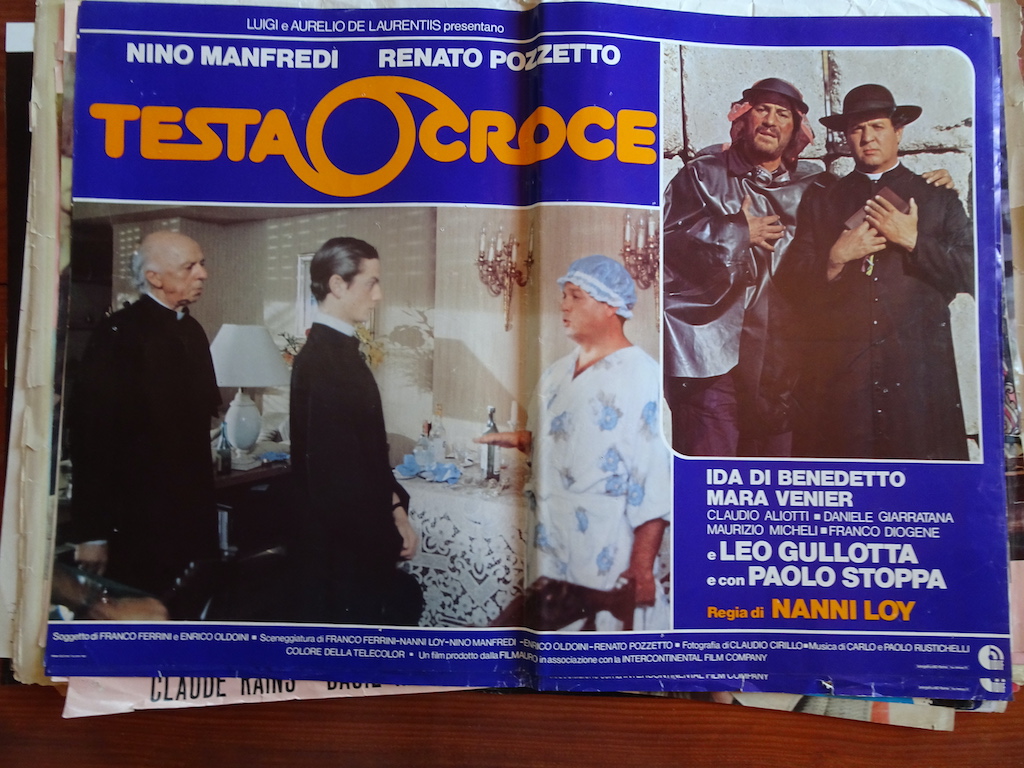 LUIGI e AURELIO DE LAURENTIIS presentano
NINO MANFREDI RENATO POZZETTO
TESTA O CROCE
IDA DI BENEDETTO
MARA VENIER
CLAUDIO ALIOTTI ■ DANIELE GIARRATANA
MAURIZIO MICHELI ■ FRANCO DIOGENE
e LEO GULLOTTA
e con PAOLO STOPPA
Regia di NANNI LOY
Soggetto di FRANCO FERRINI e ENRICO OLDOINI ■ Sceneggiatura di FRANCO FERRINI-NANNI LOY-NINO MANFREDI -ENRICO OLDOINI-RENATO POZZETTO ■ Fotografia di CLAUDIO CIRILLO ■ Musica di CARLO e PAOLO RUSTICHELLI
COLORE DELLA TELECOLOR ■ Un film prodotto dalla FILMAURO in associazione con la INTERCONTINENTAL FILM COMPANY
INTERCONTINENTAL FILM COMPANY
CLAUDE RAINS